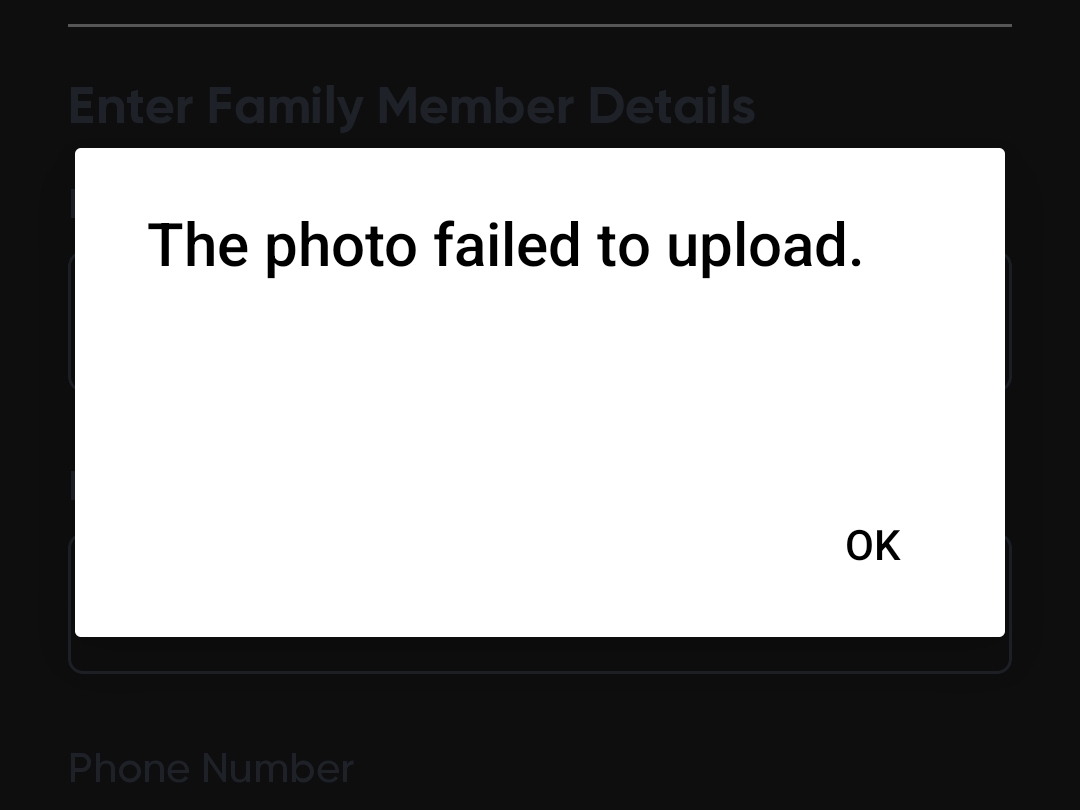 Enter Family Member Details
The photo failed to upload.
OK
Phone Number